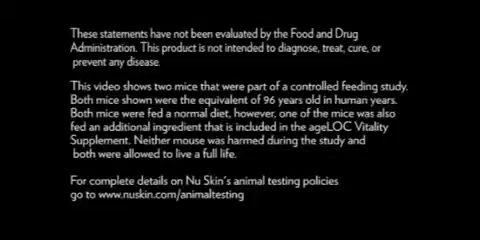 These statements have not been evaluated by the Food and Drug
Administration. This product is not intended to diagnose, treat, cure, or
prevent any disease.
This video shows two mice that were part of a controlled feeding study.
Both mice shown were the equivalent of 96 years old in human years.
Both mice were fed a normal diet, however, one of the mice was also
fed an additional ingredient that is included in the ageLOC Vitality
Supplement. Neither mouse was harmed during the study and
both were allowed to live a full life.
For complete details on Nu Skin's animal testing policies
go to www.nuskin.com/animaltesting